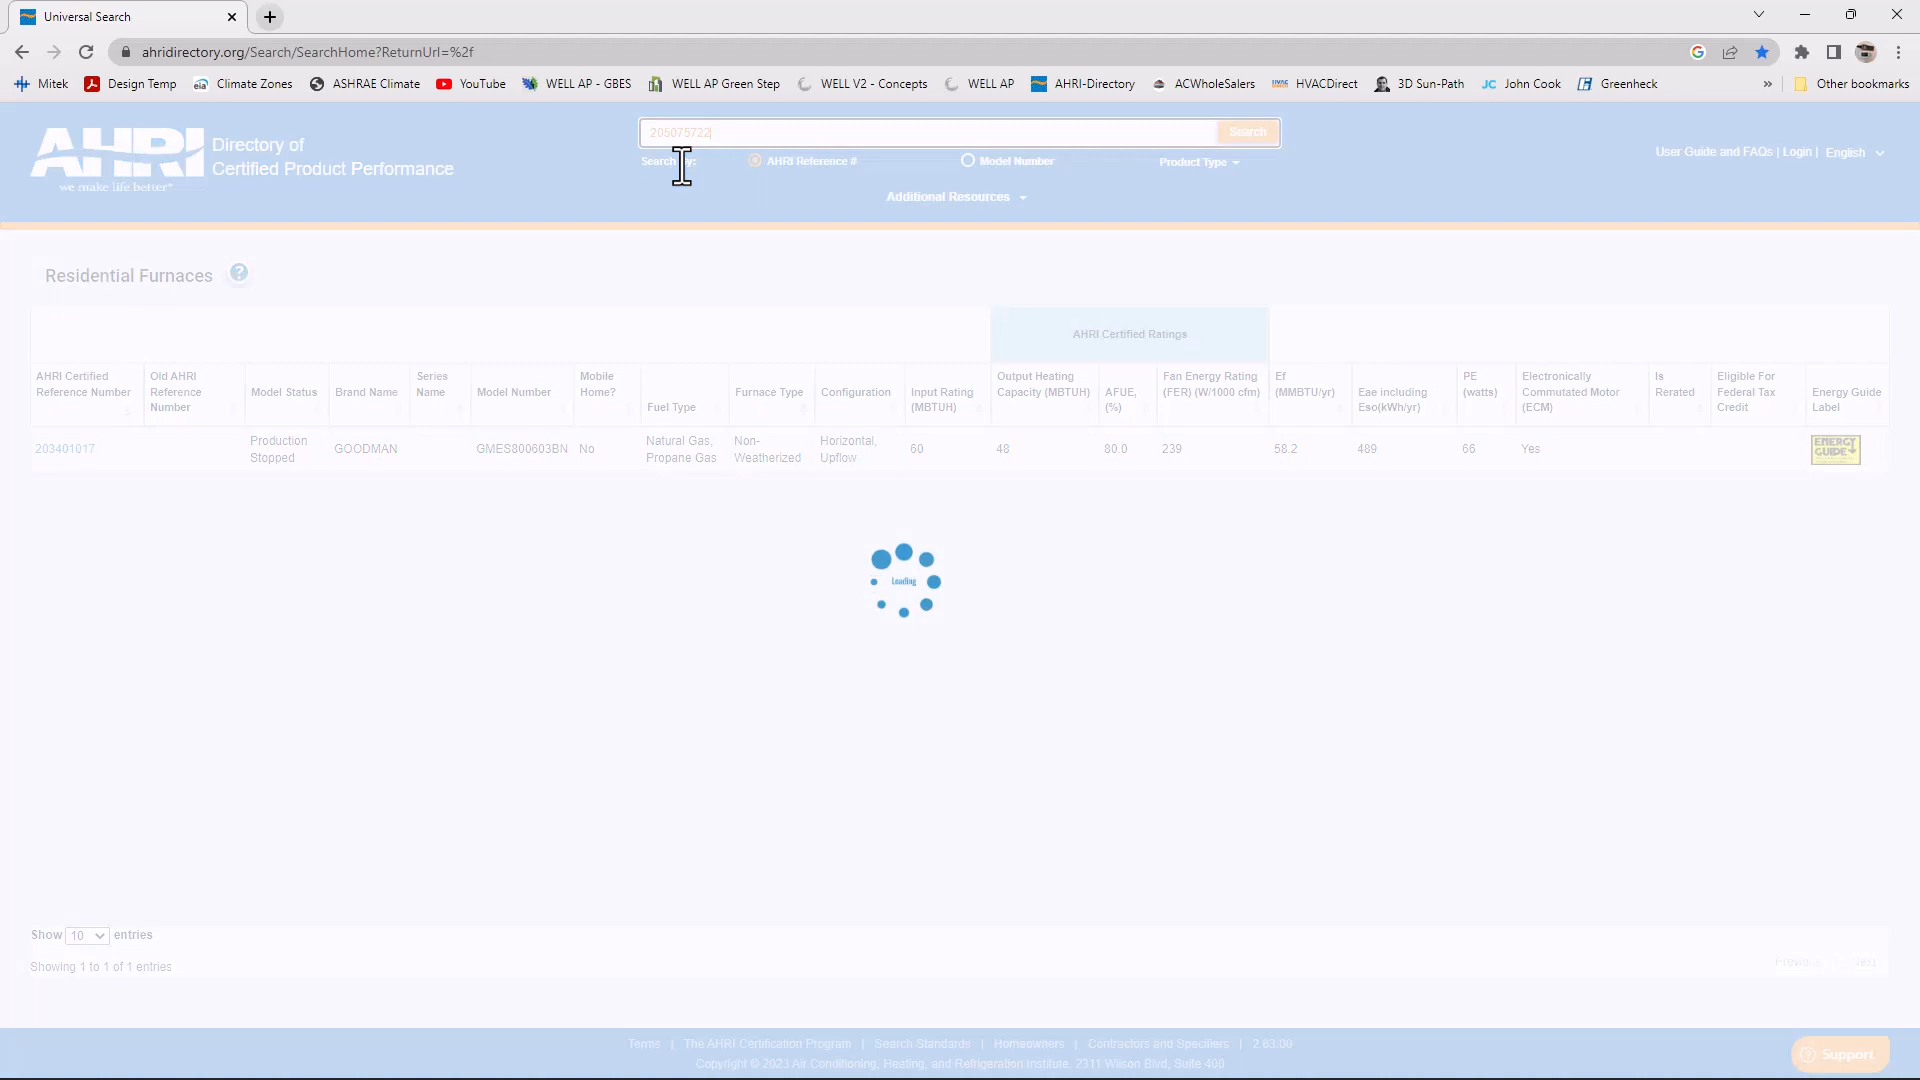 Universal Search
ahridirectory.org/Search/SearchHome?ReturnUrl=%2f
Mitek Design Temp Climate Zones ASHRAE Climate YouTube WELL AP - GBES WELL AP Green Step WELL V2 - Concepts WELL AP AHRI-Directory ACWholeSalers HVACDirect 3D Sun-Path JC John Cook Greenheck » Other bookmarks
AHRI
we make life better™
Directory of
Certified Product Performance
205075722
Search
Search by: AHRI Reference # Model Number Product Type
Additional Resources
User Guide and FAQs | Login | English
Residential Furnaces ?
AHRI Certified Ratings
AHRI Certified Reference Number
Old AHRI Reference Number
Model Status
Brand Name
Series Name
Model Number
Mobile Home?
Fuel Type
Furnace Type
Configuration
Input Rating (MBTUH)
Output Heating Capacity (MBTUH)
AFUE, (%)
Fan Energy Rating (FER) (W/1000 cfm)
Ef (MMBTU/yr)
Eae including Eso(kWh/yr)
PE (watts)
Electronically Commutated Motor (ECM)
Is Rerated
Eligible For Federal Tax Credit
Energy Guide Label
203401017
Production Stopped
GOODMAN
GMES800603BN
No
Natural Gas, Propane Gas
Non-Weatherized
Horizontal, Upflow
60
48
80.0
239
58.2
489
66
Yes
ENERGY GUIDE
Loading
Show 10 entries
Showing 1 to 1 of 1 entries
Previous Next
Terms | The AHRI Certification Program | Search Standards | Homeowners | Contractors and Specifiers | 2.63.00
Copyright © 2023 Air Conditioning, Heating, and Refrigeration Institute. 2311 Wilson Blvd, Suite 400
Support